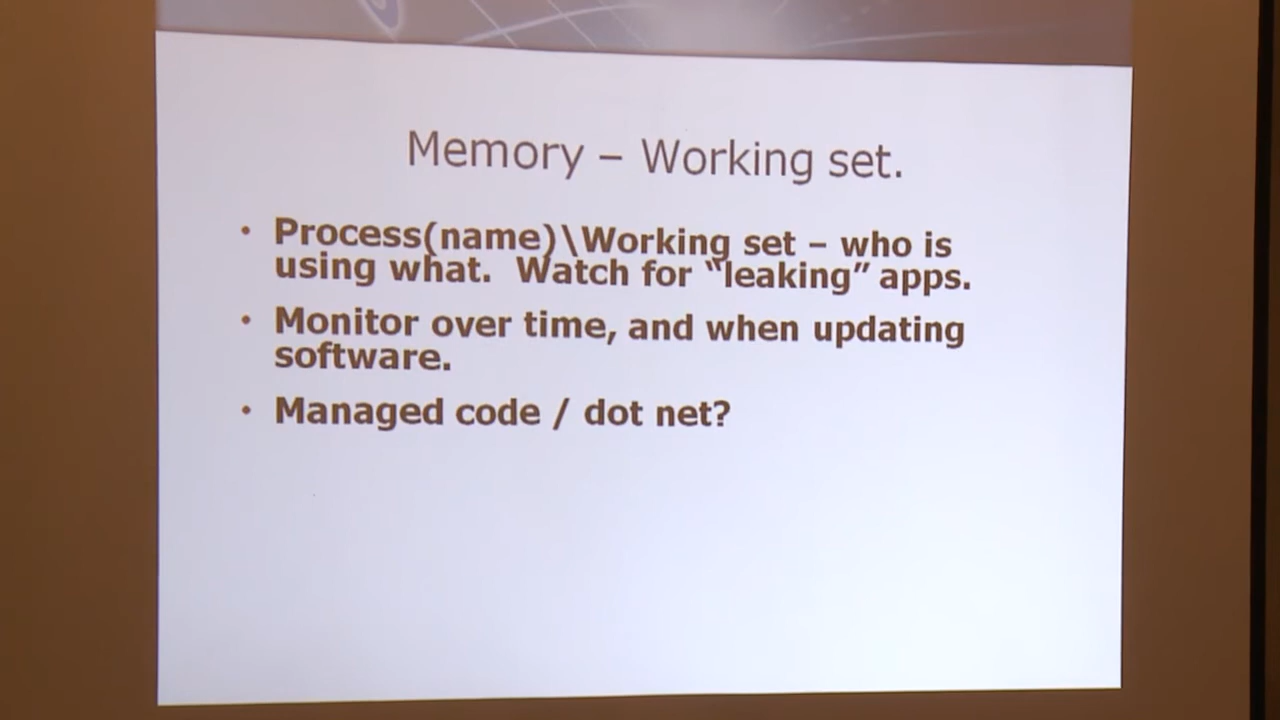 Memory – Working set.
• Process(name)\Working set – who is
using what.  Watch for “leaking” apps.
• Monitor over time, and when updating
software.
• Managed code / dot net?